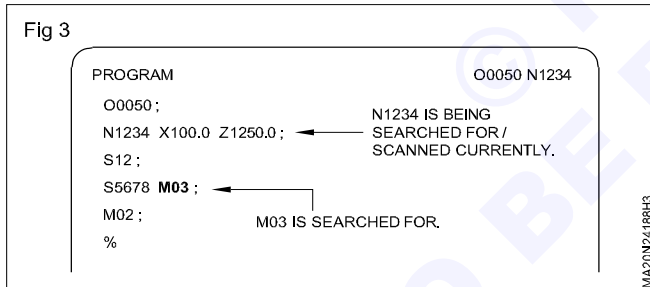 Fig 3
PROGRAM O0050 N1234
O0050 ;
N1234 X100.0 Z1250.0 ;
N1234 IS BEING
SEARCHED FOR /
SCANNED CURRENTLY.
S12 ;
S5678 M03 ;
M03 IS SEARCHED FOR.
M02 ;
%
MA20N24188H3